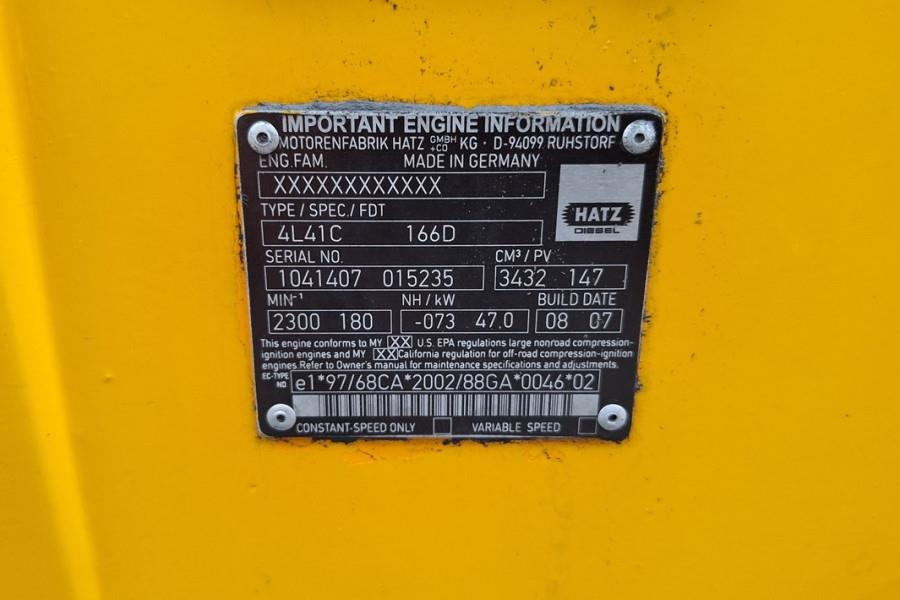 IMPORTANT ENGINE INFORMATION
MOTORENFABRIK HATZ GMBH +CO KG · D-94099 RUHSTORF
ENG.FAM. MADE IN GERMANY
XXXXXXXXXXXX
HATZ
DIESEL
TYPE / SPEC./ FDT
4L41C 166D
SERIAL NO. CM³ / PV
1041407 015235 3432 147
MIN⁻¹ NH / kW BUILD DATE
2300 180 -073 47.0 08 07
This engine conforms to MY XX U.S. EPA regulations large nonroad compression-
ignition engines and MY XX California regulation for off-road compression-ignition
engines. Refer to Owner's manual for maintenance specifications and adjustments.
EC-TYPE NO e1*97/68CA*2002/88GA*0046*02
CONSTANT-SPEED ONLY VARIABLE SPEED